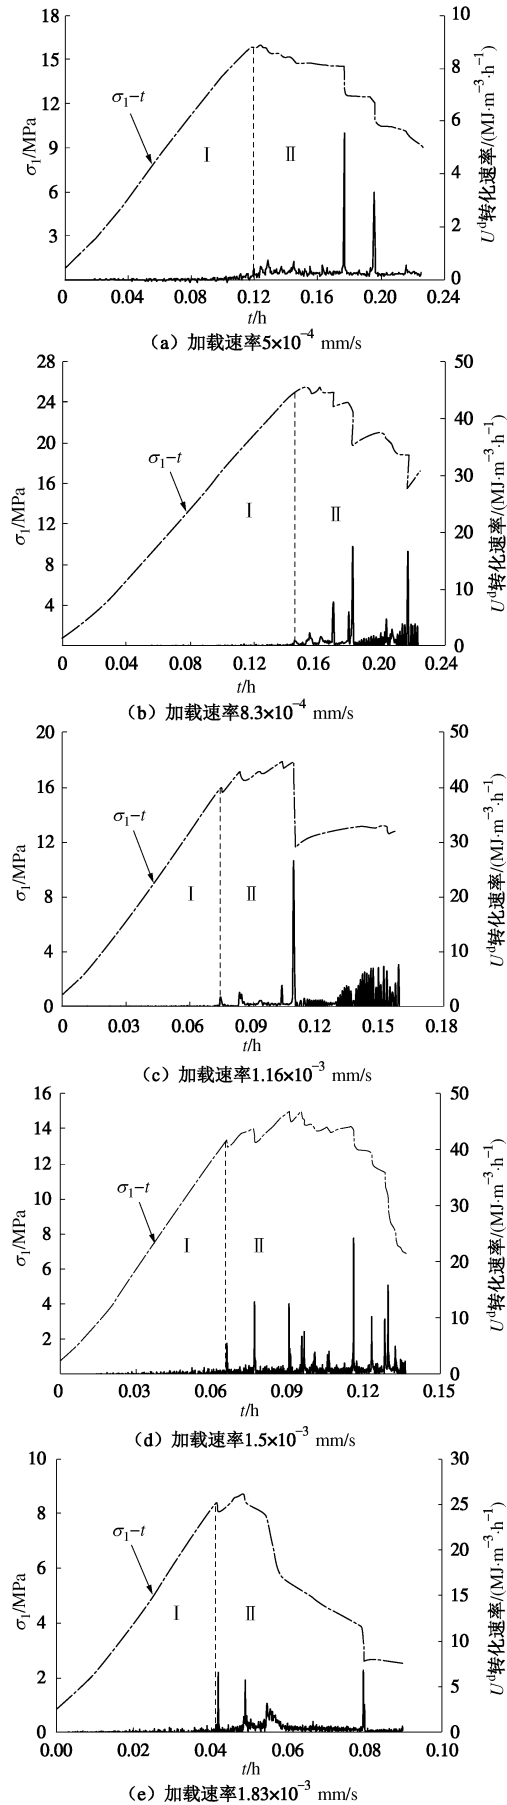 18
15
12
9
6
3
σ₁/MPa
10
8
6
4
2
0
Uᵈ转化速率/(MJ·m⁻³·h⁻¹)
σ₁–t
Ⅰ
Ⅱ
0 0.04 0.08 0.12 0.16 0.20 0.24
t/h
(a) 加载速率5×10⁻⁴ mm/s
28
24
20
16
12
8
4
σ₁/MPa
50
40
30
20
10
0
Uᵈ转化速率/(MJ·m⁻³·h⁻¹)
σ₁–t
Ⅰ
Ⅱ
0 0.04 0.08 0.12 0.16 0.20 0.24
t/h
(b) 加载速率8.3×10⁻⁴ mm/s
20
16
12
8
4
0
σ₁/MPa
50
40
30
20
10
0
Uᵈ转化速率/(MJ·m⁻³·h⁻¹)
σ₁–t
Ⅰ
Ⅱ
0 0.03 0.06 0.09 0.12 0.15 0.18
t/h
(c) 加载速率1.16×10⁻³ mm/s
16
14
12
10
8
6
4
2
σ₁/MPa
50
40
30
20
10
0
Uᵈ转化速率/(MJ·m⁻³·h⁻¹)
σ₁–t
Ⅰ
Ⅱ
0 0.03 0.06 0.09 0.12 0.15
t/h
(d) 加载速率1.5×10⁻³ mm/s
10
8
6
4
2
0
σ₁/MPa
30
25
20
15
10
5
0
Uᵈ转化速率/(MJ·m⁻³·h⁻¹)
σ₁–t
Ⅰ
Ⅱ
0.00 0.02 0.04 0.06 0.08 0.10
t/h
(e) 加载速率1.83×10⁻³ mm/s